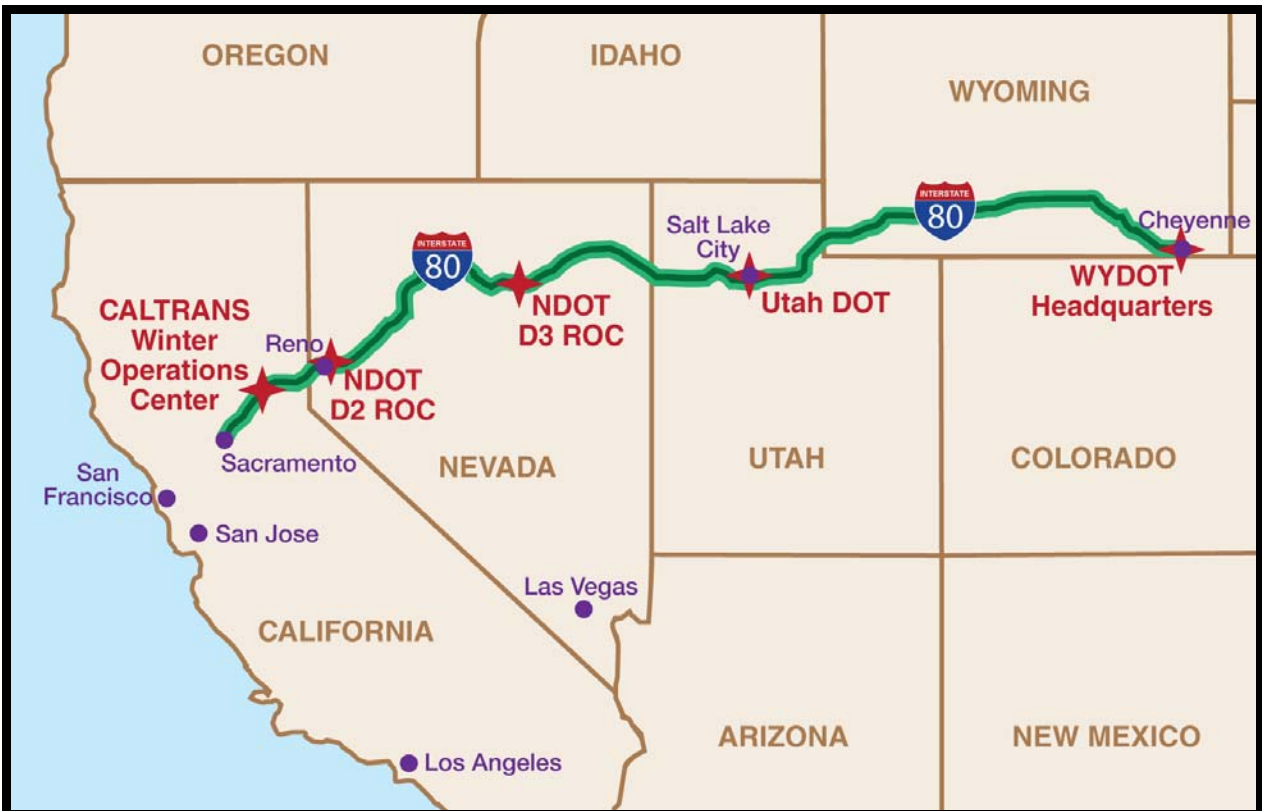 OREGON
IDAHO
WYOMING
INTERSTATE
80
Salt Lake
City
Cheyenne
INTERSTATE
80
WYDOT
Headquarters
Utah DOT
NDOT
D3 ROC
CALTRANS
Winter
Operations
Center
Reno
NDOT
D2 ROC
Sacramento
NEVADA
UTAH
COLORADO
San
Francisco
San Jose
Las Vegas
CALIFORNIA
ARIZONA
NEW MEXICO
Los Angeles